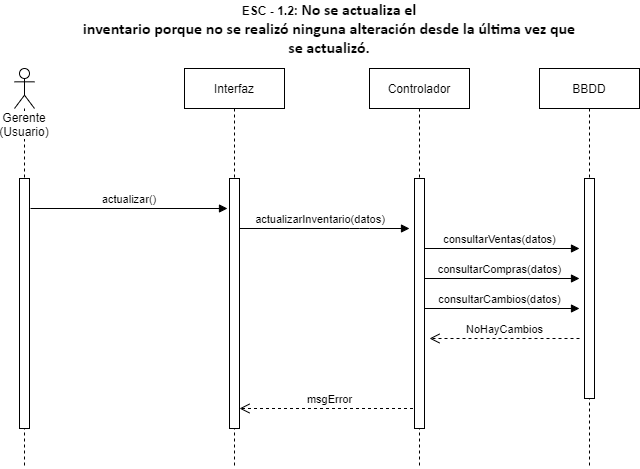 ESC - 1.2: No se actualiza el
inventario porque no se realizó ninguna alteración desde la última vez que
se actualizó.
Interfaz
Controlador
BBDD
Gerente
(Usuario)
actualizar()
actualizarInventario(datos)
consultarVentas(datos)
consultarCompras(datos)
consultarCambios(datos)
NoHayCambios
msgError